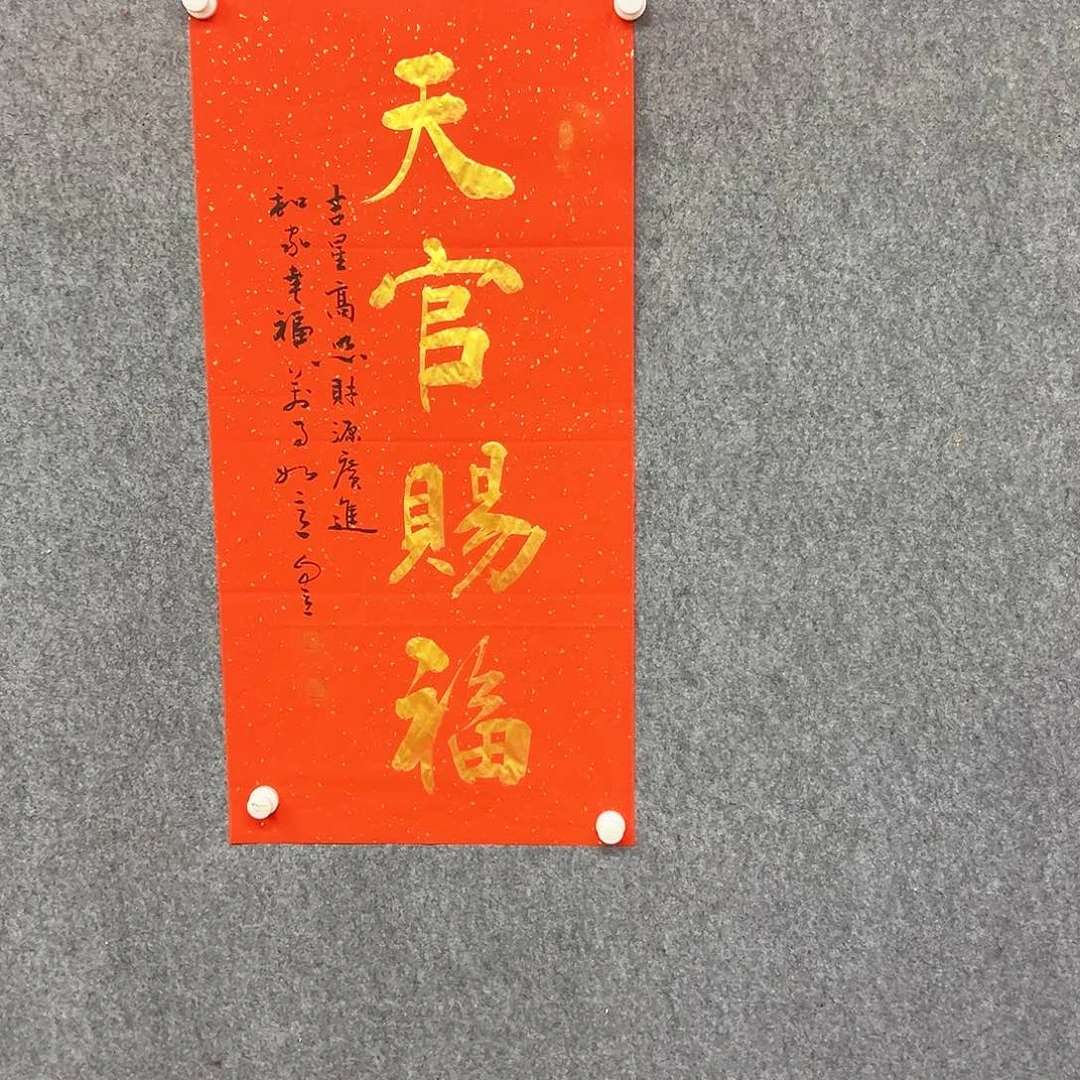 天官賜福
吉星高照財源廣進
和家幸福萬事如意